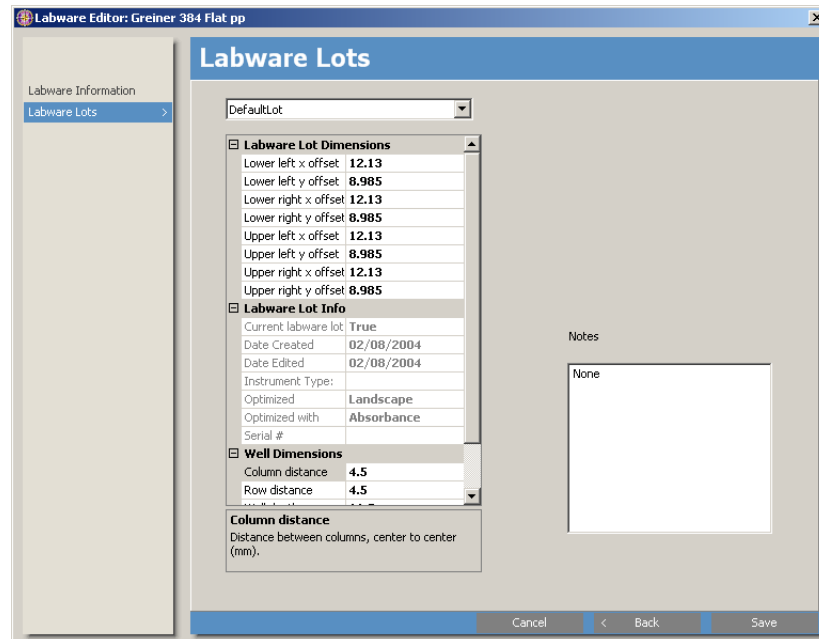 Labware Editor: Greiner 384 Flat pp
Labware Lots
Labware Information
Labware Lots >
DefaultLot
Labware Lot Dimensions
Lower left x offset 12.13
Lower left y offset 8.985
Lower right x offset 12.13
Lower right y offset 8.985
Upper left x offset 12.13
Upper left y offset 8.985
Upper right x offset 12.13
Upper right y offset 8.985
Labware Lot Info
Current labware lot True
Date Created 02/08/2004
Date Edited 02/08/2004
Instrument Type:
Optimized Landscape
Optimized with Absorbance
Serial #
Well Dimensions
Column distance 4.5
Row distance 4.5
Column distance
Distance between columns, center to center
(mm).
Notes
None
Cancel < Back Save